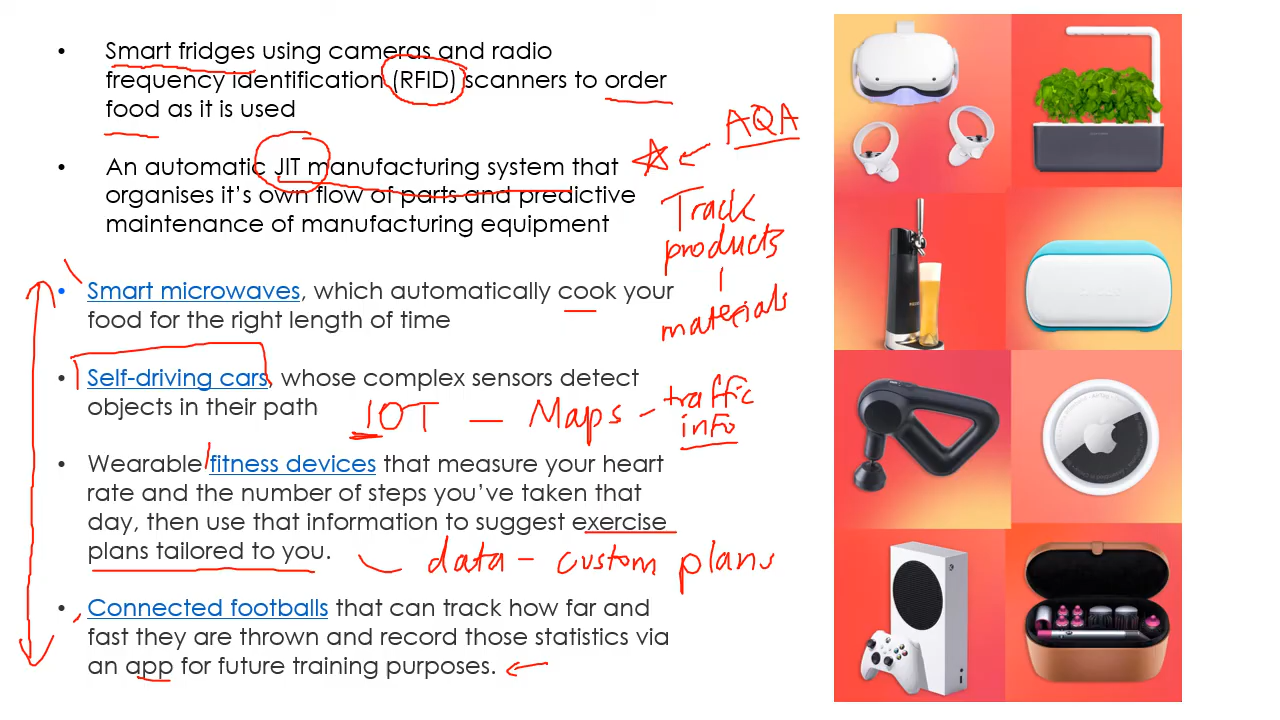 • Smart fridges using cameras and radio
frequency identification (RFID) scanners to order
food as it is used
AQA
• An automatic JIT manufacturing system that
organises it's own flow of parts and predictive
maintenance of manufacturing equipment
Track
products
materials
• Smart microwaves, which automatically cook your
food for the right length of time
• Self-driving cars, whose complex sensors detect
objects in their path
IOT — Maps - traffic
info
• Wearable fitness devices that measure your heart
rate and the number of steps you've taken that
day, then use that information to suggest exercise
plans tailored to you.
data - custom plans
• Connected footballs that can track how far and
fast they are thrown and record those statistics via
an app for future training purposes.